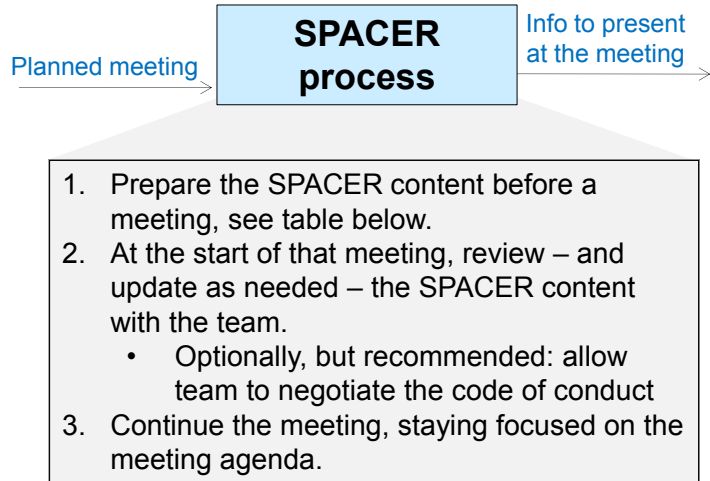 Planned meeting
SPACER
process
Info to present
at the meeting
1. Prepare the SPACER content before a
meeting, see table below.
2. At the start of that meeting, review – and
update as needed – the SPACER content
with the team.
• Optionally, but recommended: allow
team to negotiate the code of conduct
3. Continue the meeting, staying focused on the
meeting agenda.